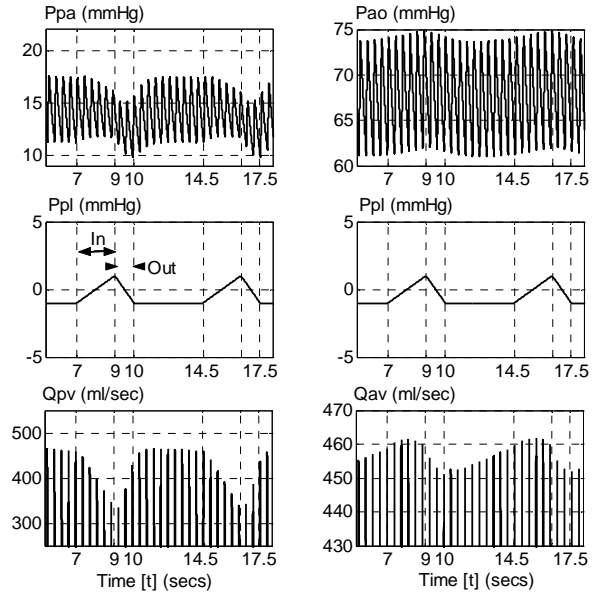 Ppa (mmHg)
20
15
10
7 9 10 14.5 17.5
Pao (mmHg)
75
70
65
60
7 9 10 14.5 17.5
Ppl (mmHg)
5
In
Out
0
-5
7 9 10 14.5 17.5
Ppl (mmHg)
5
0
-5
7 9 10 14.5 17.5
Qpv (ml/sec)
500
400
300
7 9 10 14.5 17.5
Time [t] (secs)
Qav (ml/sec)
470
460
450
440
430
7 9 10 14.5 17.5
Time [t] (secs)